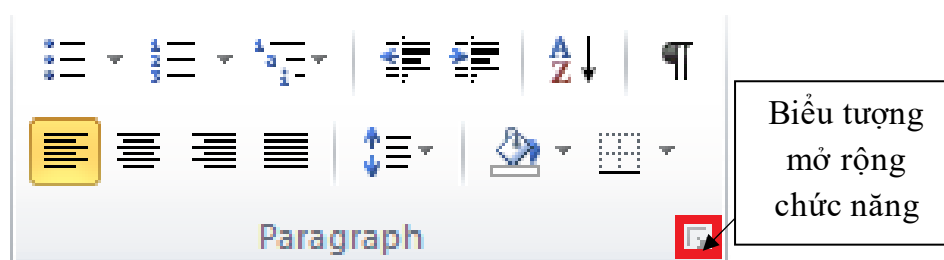 A
Z
¶
Biểu tượng
mở rộng
chức năng
Paragraph